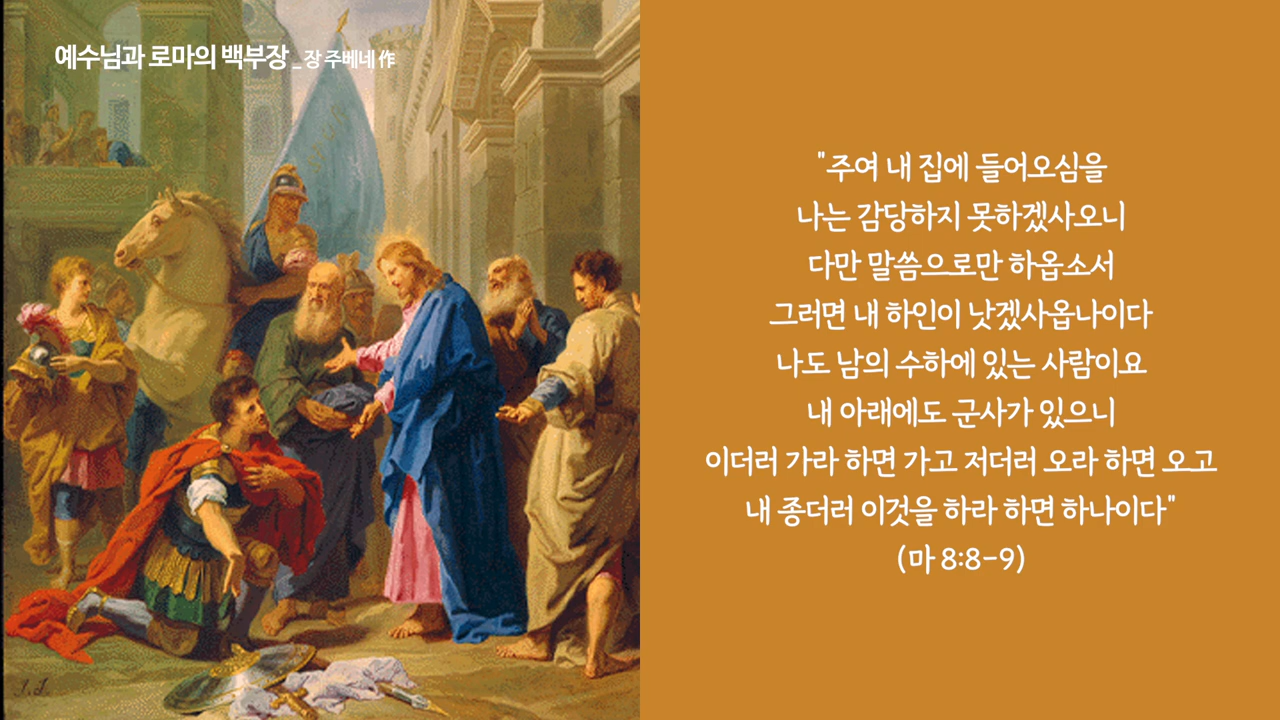 예수님과 로마의 백부장 _ 장 주베네 作
"주여 내 집에 들어오심을
나는 감당하지 못하겠사오니
다만 말씀으로만 하옵소서
그러면 내 하인이 낫겠사옵나이다
나도 남의 수하에 있는 사람이요
내 아래에도 군사가 있으니
이더러 가라 하면 가고 저더러 오라 하면 오고
내 종더러 이것을 하라 하면 하나이다"
(마 8:8-9)
J. J.